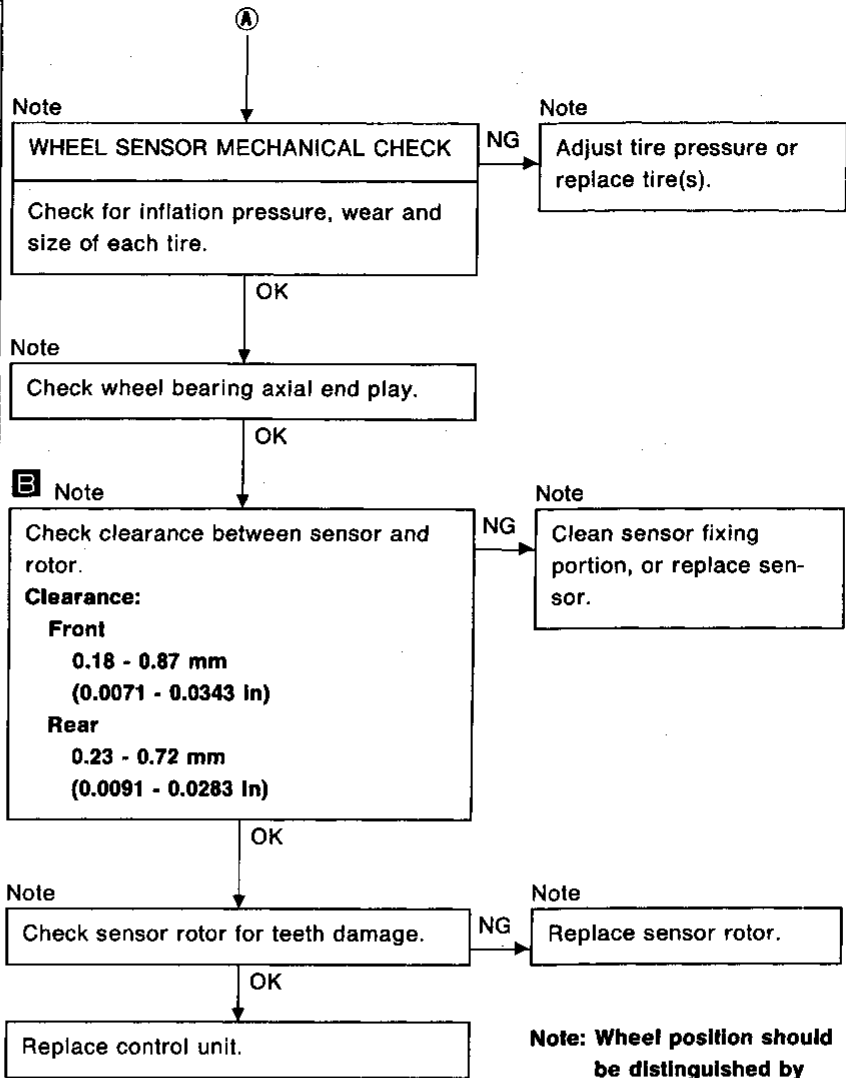 A
Note
WHEEL SENSOR MECHANICAL CHECK
Check for inflation pressure, wear and
size of each tire.
NG
Note
Adjust tire pressure or
replace tire(s).
OK
Note
Check wheel bearing axial end play.
OK
B Note
Check clearance between sensor and
rotor.
Clearance:
Front
0.18 - 0.87 mm
(0.0071 - 0.0343 in)
Rear
0.23 - 0.72 mm
(0.0091 - 0.0283 in)
NG
Note
Clean sensor fixing
portion, or replace sen-
sor.
OK
Note
Check sensor rotor for teeth damage.
NG
Note
Replace sensor rotor.
OK
Replace control unit.
Note: Wheel position should
be distinguished by